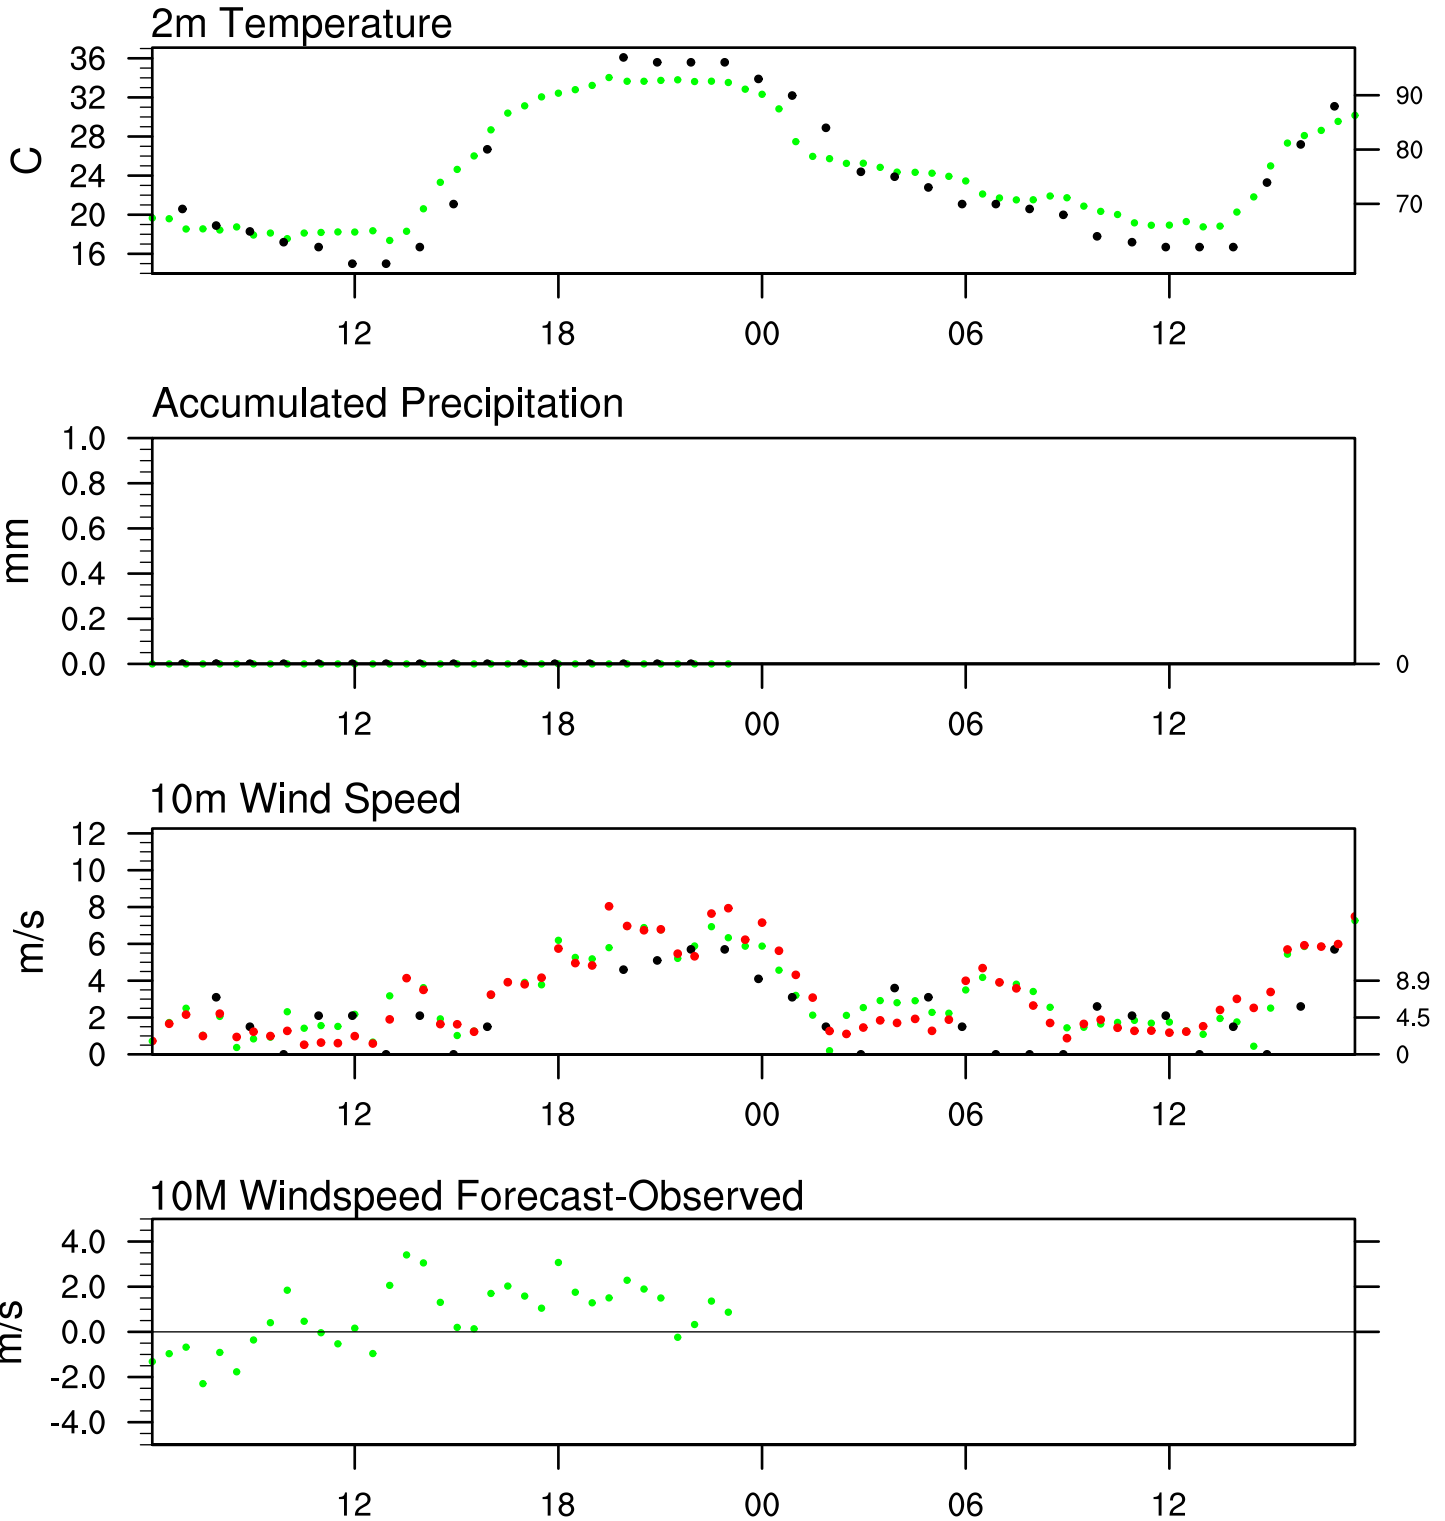 2m Temperature
36
32
28
24
20
16
C
90
80
70
12 18 00 06 12
Accumulated Precipitation
1.0
0.8
0.6
0.4
0.2
0.0
mm
0
12 18 00 06 12
10m Wind Speed
12
10
8
6
4
2
0
m/s
8.9
4.5
0
12 18 00 06 12
10M Windspeed Forecast-Observed
4.0
2.0
0.0
-2.0
-4.0
m/s
12 18 00 06 12